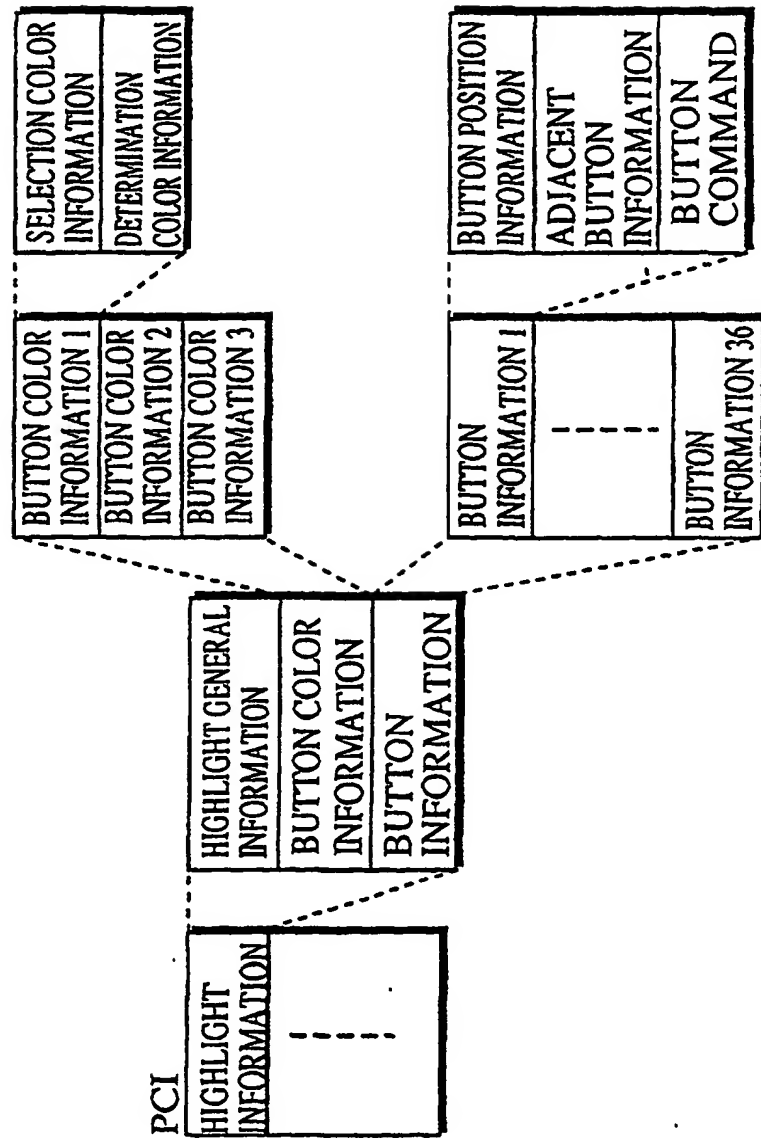 PCI
HIGHLIGHT
INFORMATION
HIGHLIGHT GENERAL
INFORMATION
BUTTON COLOR
INFORMATION
BUTTON
INFORMATION
BUTTON COLOR
INFORMATION 1
BUTTON COLOR
INFORMATION 2
BUTTON COLOR
INFORMATION 3
SELECTION COLOR
INFORMATION
DETERMINATION
COLOR INFORMATION
BUTTON
INFORMATION 1
BUTTON
INFORMATION 36
BUTTON POSITION
INFORMATION
ADJACENT
BUTTON
INFORMATION
BUTTON
COMMAND